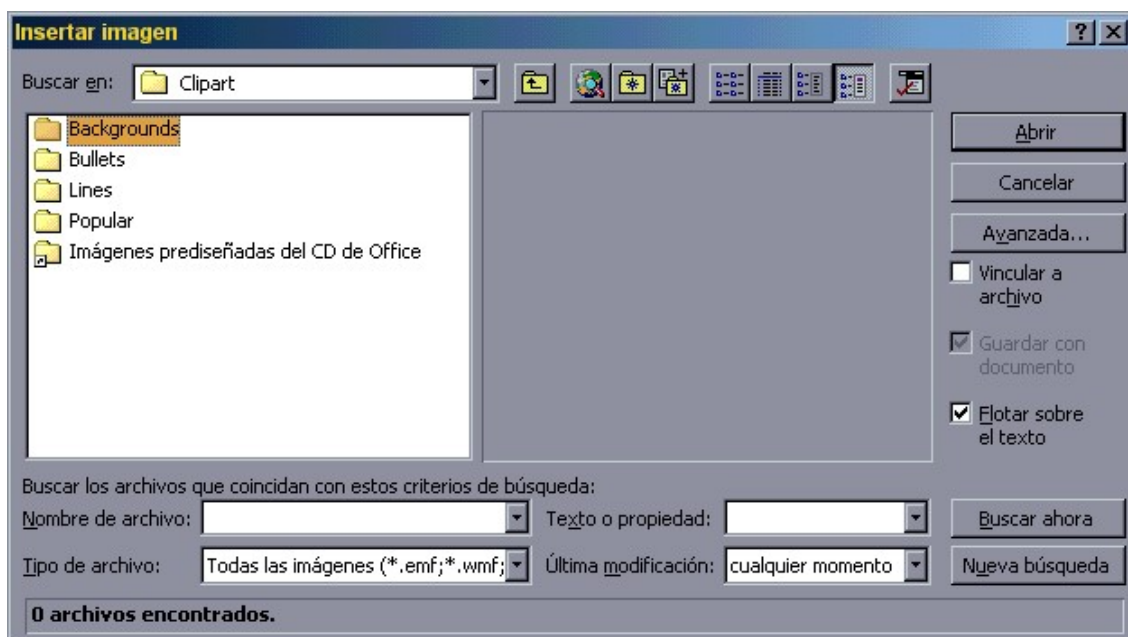 Insertar imagen
Buscar en: Clipart
Backgrounds
Bullets
Lines
Popular
Imágenes prediseñadas del CD de Office
Abrir
Cancelar
Avanzada...
Vincular a
archivo
Guardar con
documento
Flotar sobre
el texto
Buscar los archivos que coincidan con estos criterios de búsqueda:
Nombre de archivo: Texto o propiedad: Buscar ahora
Tipo de archivo: Todas las imágenes (*.emf;*.wmf; Última modificación: cualquier momento Nueva búsqueda
0 archivos encontrados.